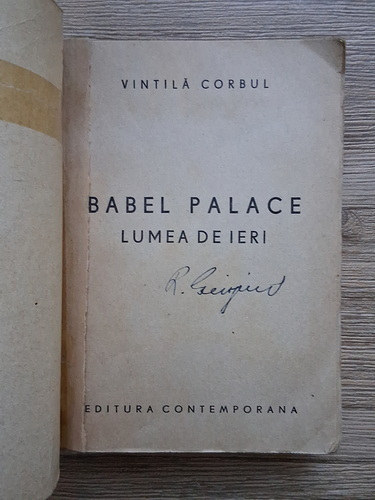 VINTILĂ CORBUL
BABEL PALACE
LUMEA DE IERI
R.
EDITURA CONTEMPORANA